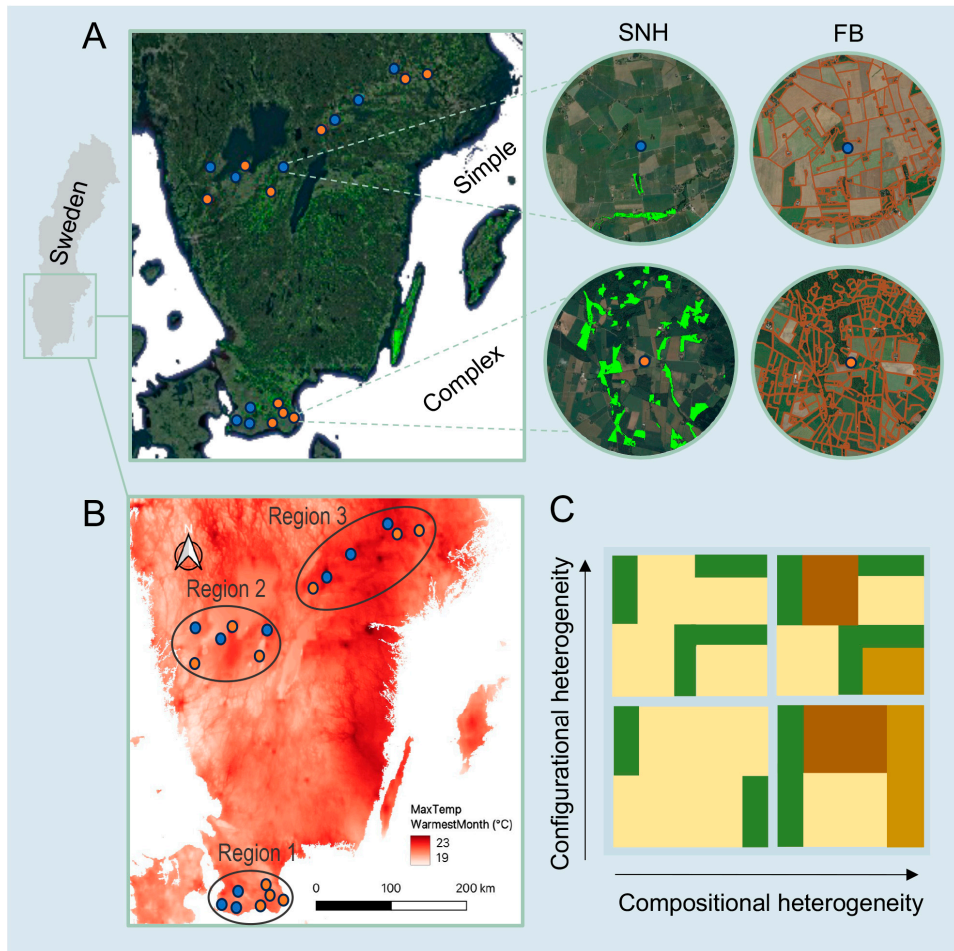 A
SNH
FB
Sweden
Simple
Complex
B
Region 3
N
Region 2
MaxTemp
WarmestMonth (°C)
23
19
Region 1
0 100 200 km
C
Configurational heterogeneity
Compositional heterogeneity